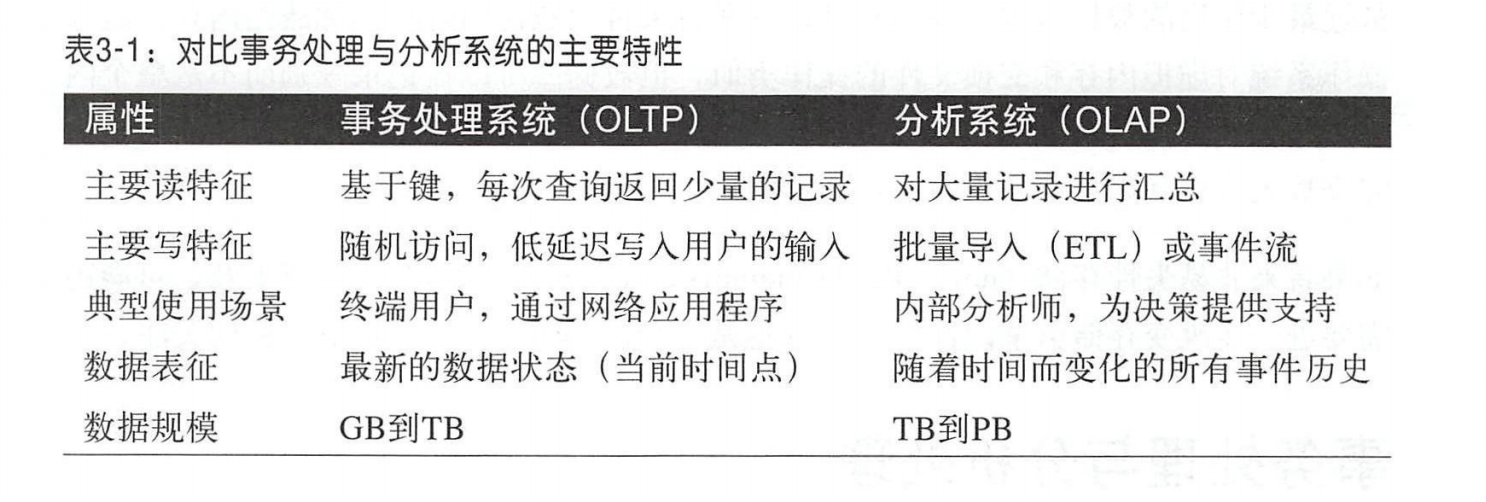 表3-1：对比事务处理与分析系统的主要特性
属性 事务处理系统（OLTP） 分析系统（OLAP）
主要读特征 基于键，每次查询返回少量的记录 对大量记录进行汇总
主要写特征 随机访问，低延迟写入用户的输入 批量导入（ETL）或事件流
典型使用场景 终端用户，通过网络应用程序 内部分析师，为决策提供支持
数据表征 最新的数据状态（当前时间点） 随着时间而变化的所有事件历史
数据规模 GB到TB TB到PB